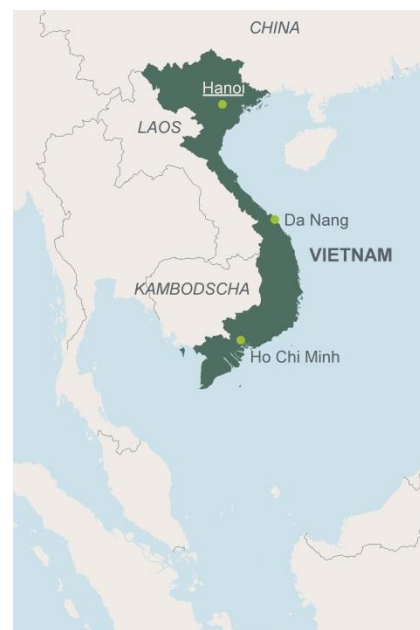 CHINA
Hanoi
LAOS
Da Nang
VIETNAM
KAMBODSCHA
Ho Chi Minh